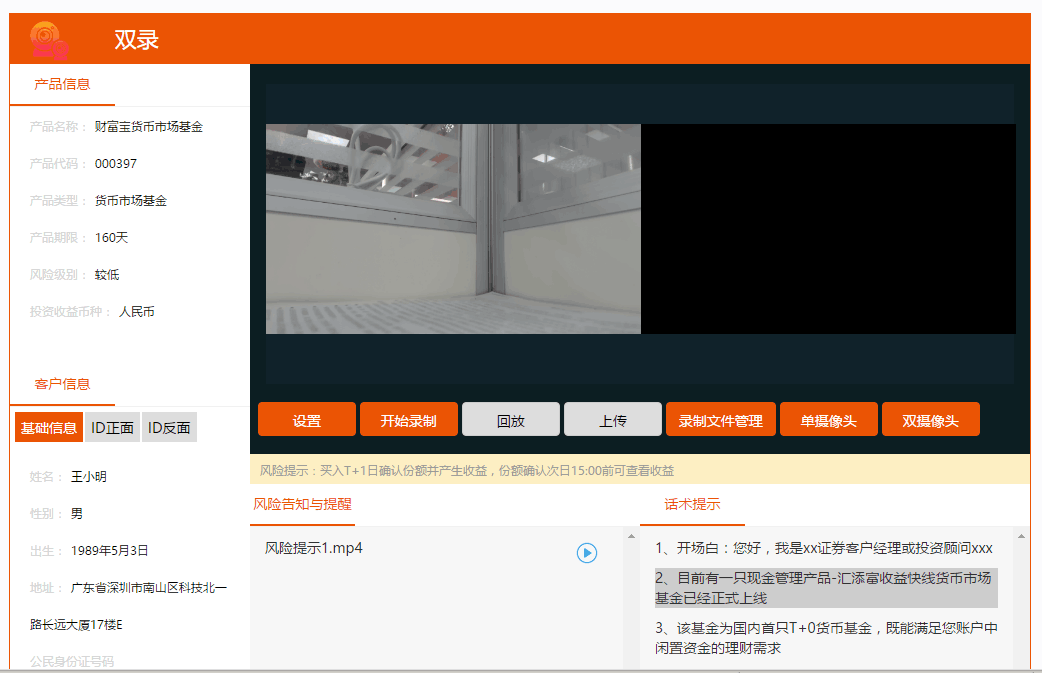 双录
产品信息
产品名称： 财富宝货币市场基金
产品代码： 000397
产品类型： 货币市场基金
产品期限： 160天
风险级别： 较低
投资收益币种： 人民币
客户信息
基础信息 ID正面 ID反面
姓名： 王小明
性别： 男
出生： 1989年5月3日
地址： 广东省深圳市南山区科技北一
路长远大厦17楼E
公民身份证号码
设置 开始录制 回放 上传 录制文件管理 单摄像头 双摄像头
风险提示：买入T+1日确认份额并产生收益，份额确认次日15:00前可查看收益
风险告知与提醒
风险提示1.mp4
话术提示
1、开场白：您好，我是xx证券客户经理或投资顾问xxx
2、目前有一只现金管理产品-汇添富收益快线货币市场
基金已经正式上线
3、该基金为国内首只T+0货币基金，既能满足您账户中
闲置资金的理财需求